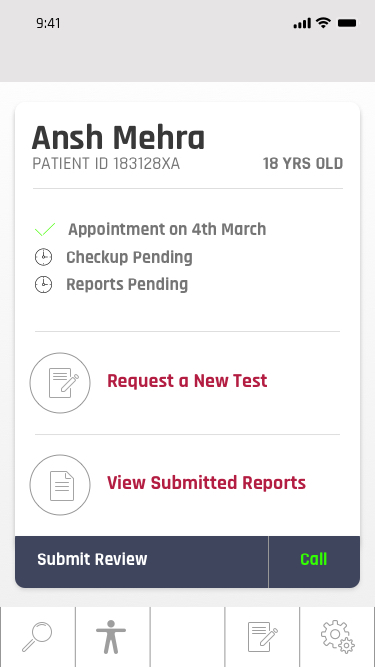 9:41
Ansh Mehra
PATIENT ID 183128XA 18 YRS OLD
Appointment on 4th March
Checkup Pending
Reports Pending
Request a New Test
View Submitted Reports
Submit Review Call